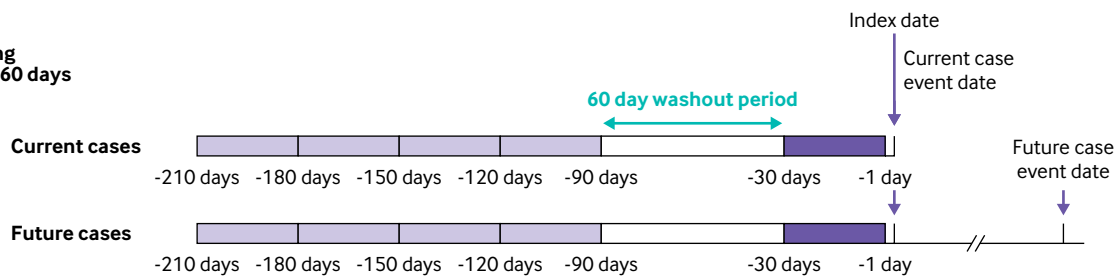 Index date
60 days
Current case
event date
60 day washout period
Current cases
Future case
event date
-210 days -180 days -150 days -120 days -90 days -30 days -1 day
Future cases
-210 days -180 days -150 days -120 days -90 days -30 days -1 day